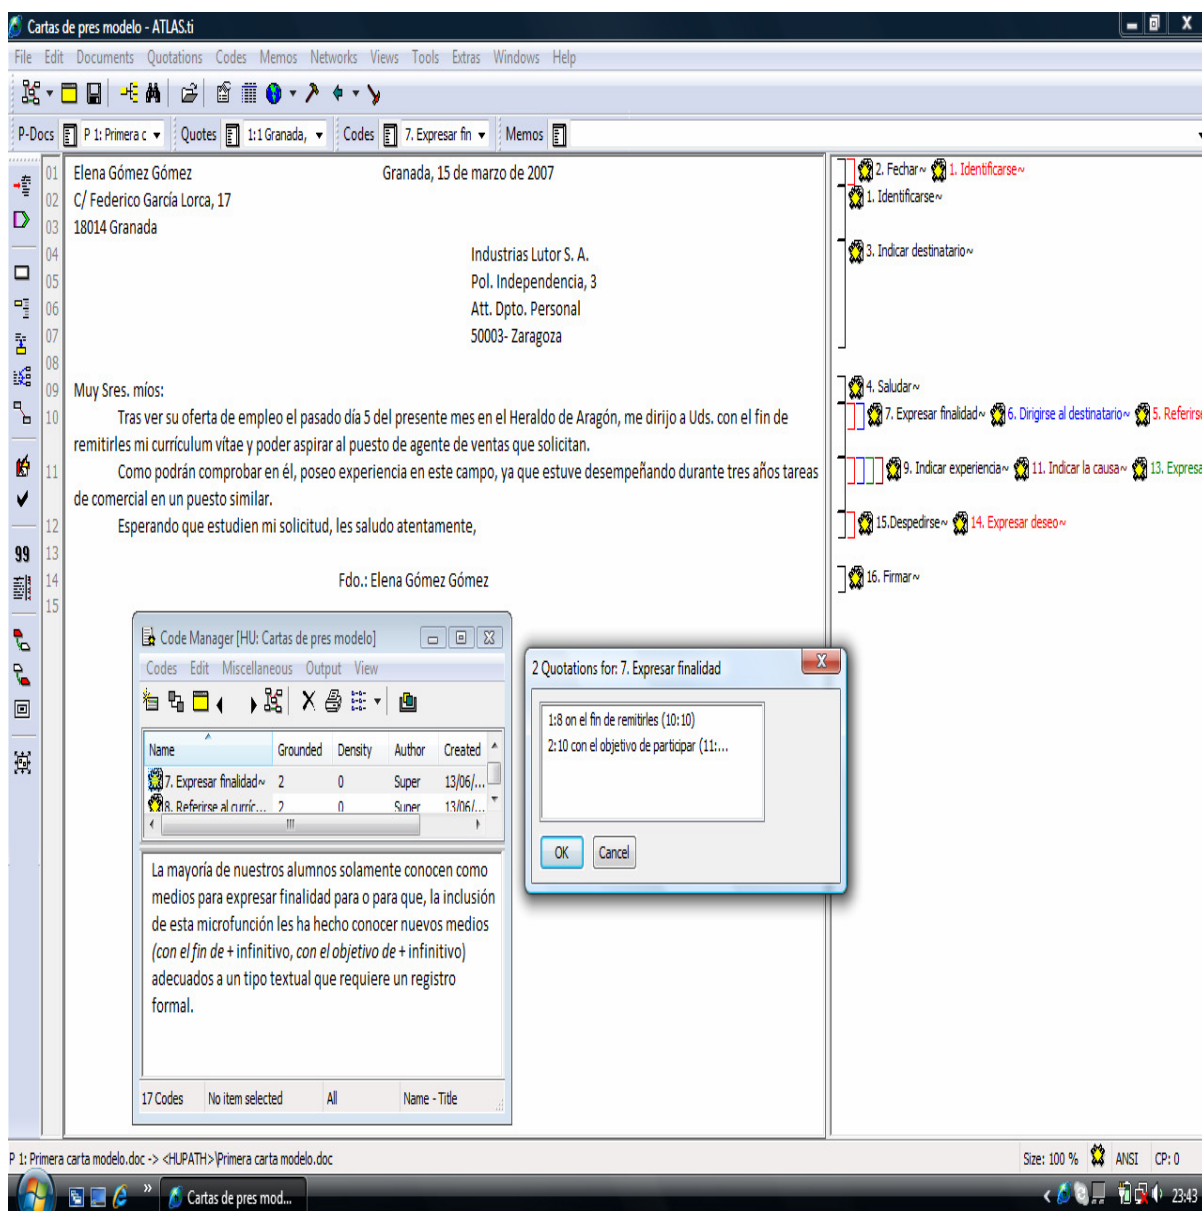 Cartas de pres modelo - ATLAS.ti
File Edit Documents Quotations Codes Memos Networks Views Tools Extras Windows Help
P-Docs P 1: Primera c Quotes 1:1 Granada, Codes 7. Expresar fin Memos
01 Elena Gómez Gómez Granada, 15 de marzo de 2007
02 C/ Federico García Lorca, 17
03 18014 Granada
04 Industrias Lutor S. A.
05 Pol. Independencia, 3
06 Att. Dpto. Personal
07 50003- Zaragoza
08
09 Muy Sres. míos:
10 Tras ver su oferta de empleo el pasado día 5 del presente mes en el Heraldo de Aragón, me dirijo a Uds. con el fin de
remitirles mi currículum vítae y poder aspirar al puesto de agente de ventas que solicitan.
11 Como podrán comprobar en él, poseo experiencia en este campo, ya que estuve desempeñando durante tres años tareas
de comercial en un puesto similar.
12 Esperando que estudien mi solicitud, les saludo atentamente,
13
14 Fdo.: Elena Gómez Gómez
15
2. Fechar~ 1. Identificarse~
1. Identificarse~
3. Indicar destinatario~
4. Saludar~
7. Expresar finalidad~ 6. Dirigirse al destinatario~ 5. Referirse
9. Indicar experiencia~ 11. Indicar la causa~ 13. Expresa
15.Despedirse~ 14. Expresar deseo~
16. Firmar~
99
Code Manager [HU: Cartas de pres modelo]
Codes Edit Miscellaneous Output View
Name Grounded Density Author Created
7. Expresar finalidad~ 2 0 Super 13/06/...
8. Referirse al curríc... 2 0 Super 13/06/...
La mayoría de nuestros alumnos solamente conocen como
medios para expresar finalidad para o para que, la inclusión
de esta microfunción les ha hecho conocer nuevos medios
(con el fin de + infinitivo, con el objetivo de + infinitivo)
adecuados a un tipo textual que requiere un registro
formal.
17 Codes No item selected All Name - Title
2 Quotations for: 7. Expresar finalidad
1:8 on el fin de remitirles (10:10)
2:10 con el objetivo de participar (11:...
OK Cancel
P 1: Primera carta modelo.doc -> <HUPATH>\Primera carta modelo.doc Size: 100 % ANSI CP: 0
Cartas de pres mod... 23:43